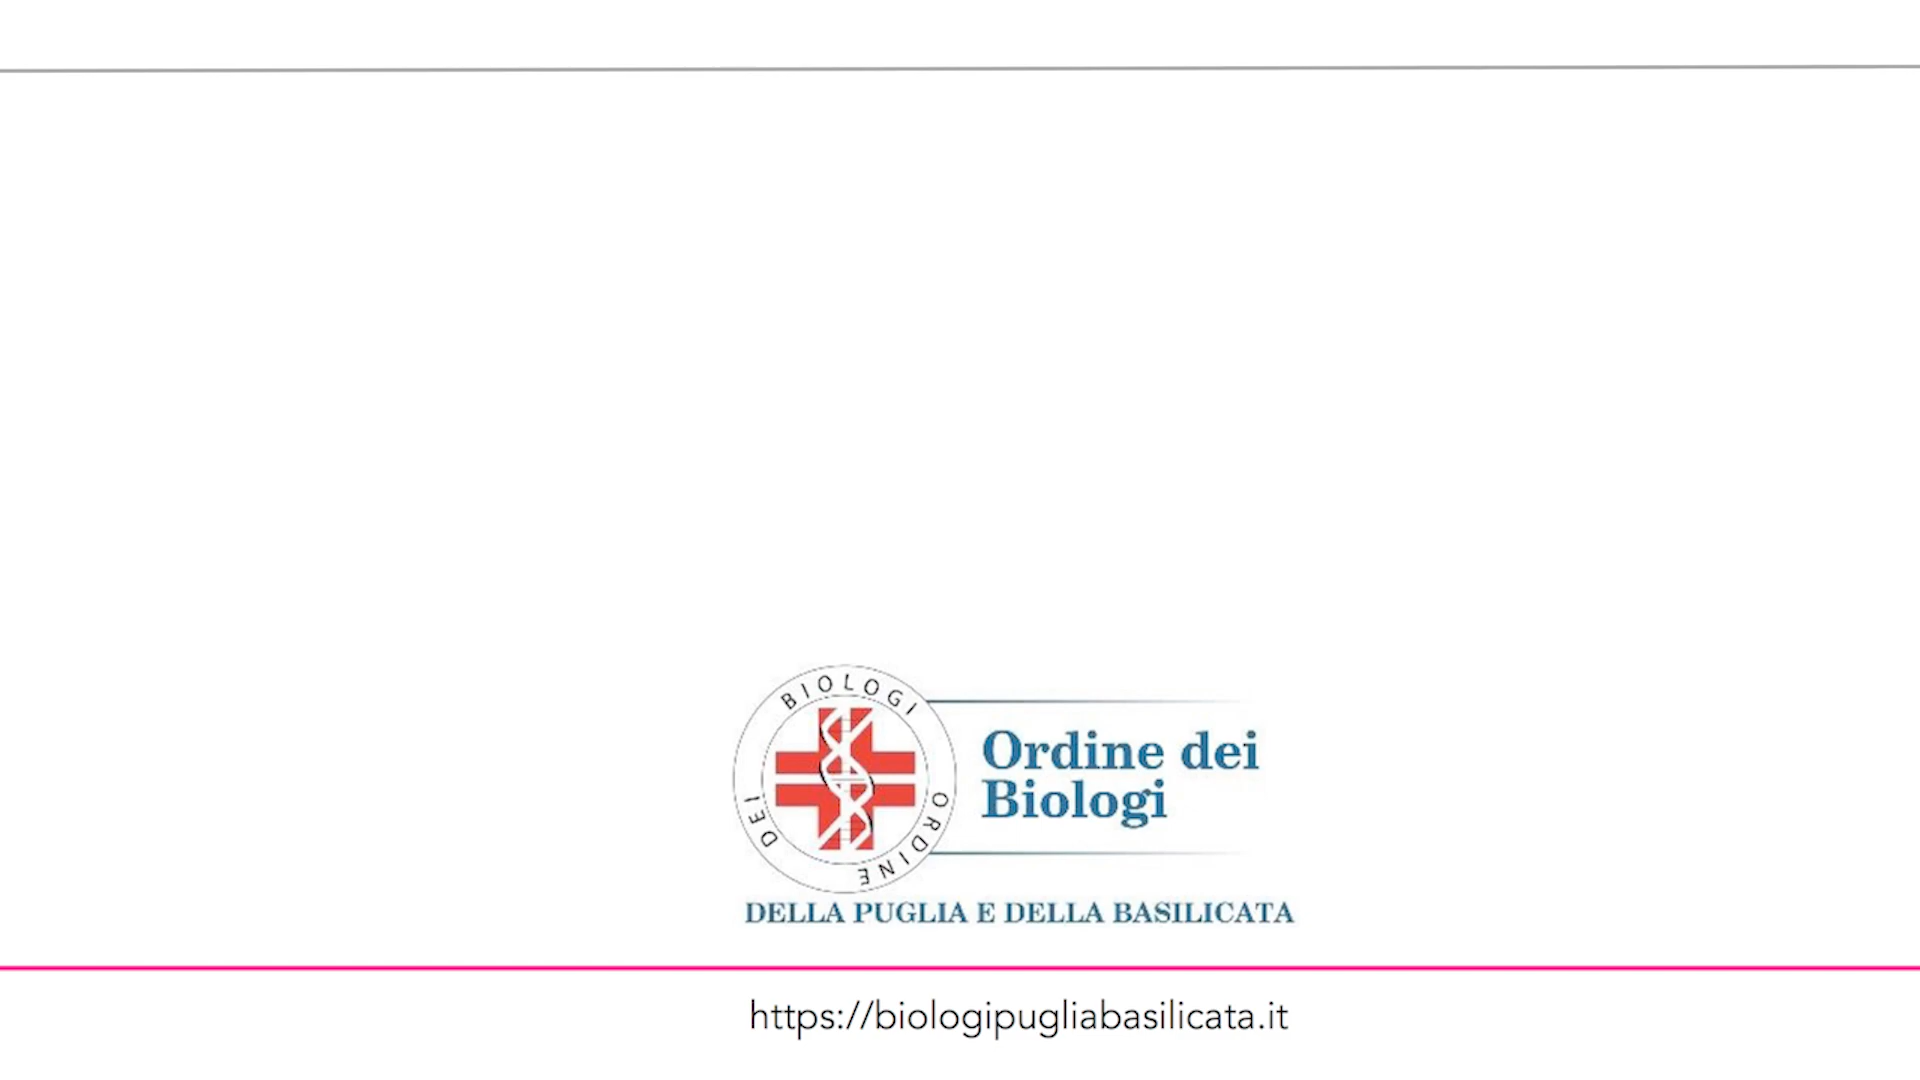 BIOLOGI
ORDINE
DEI
Ordine dei
Biologi
DELLA PUGLIA E DELLA BASILICATA
https://biologipugliabasilicata.it